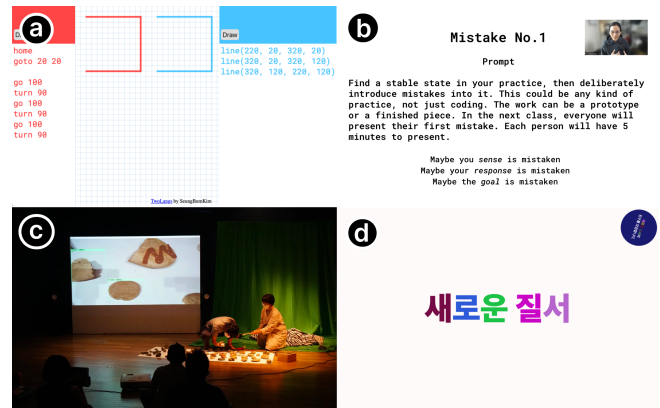 a
Draw
home
goto 20 20
go 100
turn 90
go 100
turn 90
go 100
turn 90
Draw
line(220, 20, 320, 20)
line(320, 20, 320, 120)
line(320, 120, 220, 120)
TwoLangs by SeungBumKim
b
Mistake No.1
Prompt
Find a stable state in your practice, then deliberately
introduce mistakes into it. This could be any kind of
practice, not just coding. The work can be a prototype
or a finished piece. In the next class, everyone will
present their first mistake. Each person will have 5
minutes to present.
Maybe you sense is mistaken
Maybe your response is mistaken
Maybe the goal is mistaken
c
d
새로운 질서